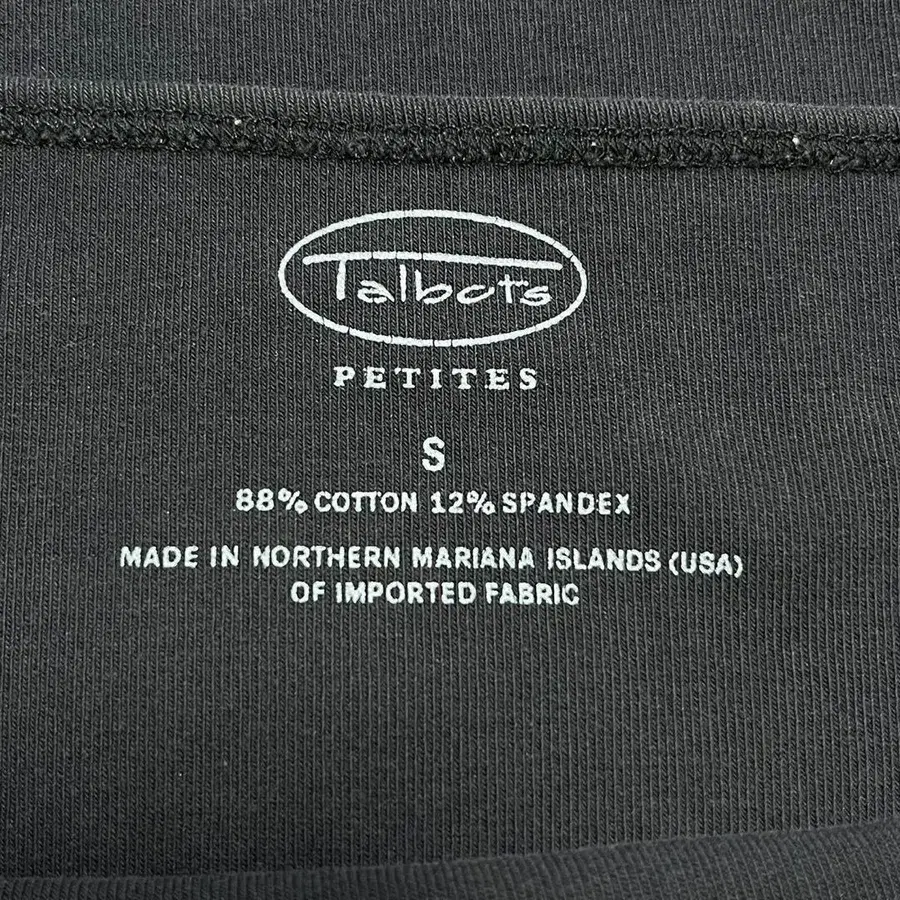 Talbots
PETITES
S
88% COTTON 12% SPANDEX
MADE IN NORTHERN MARIANA ISLANDS (USA)
OF IMPORTED FABRIC